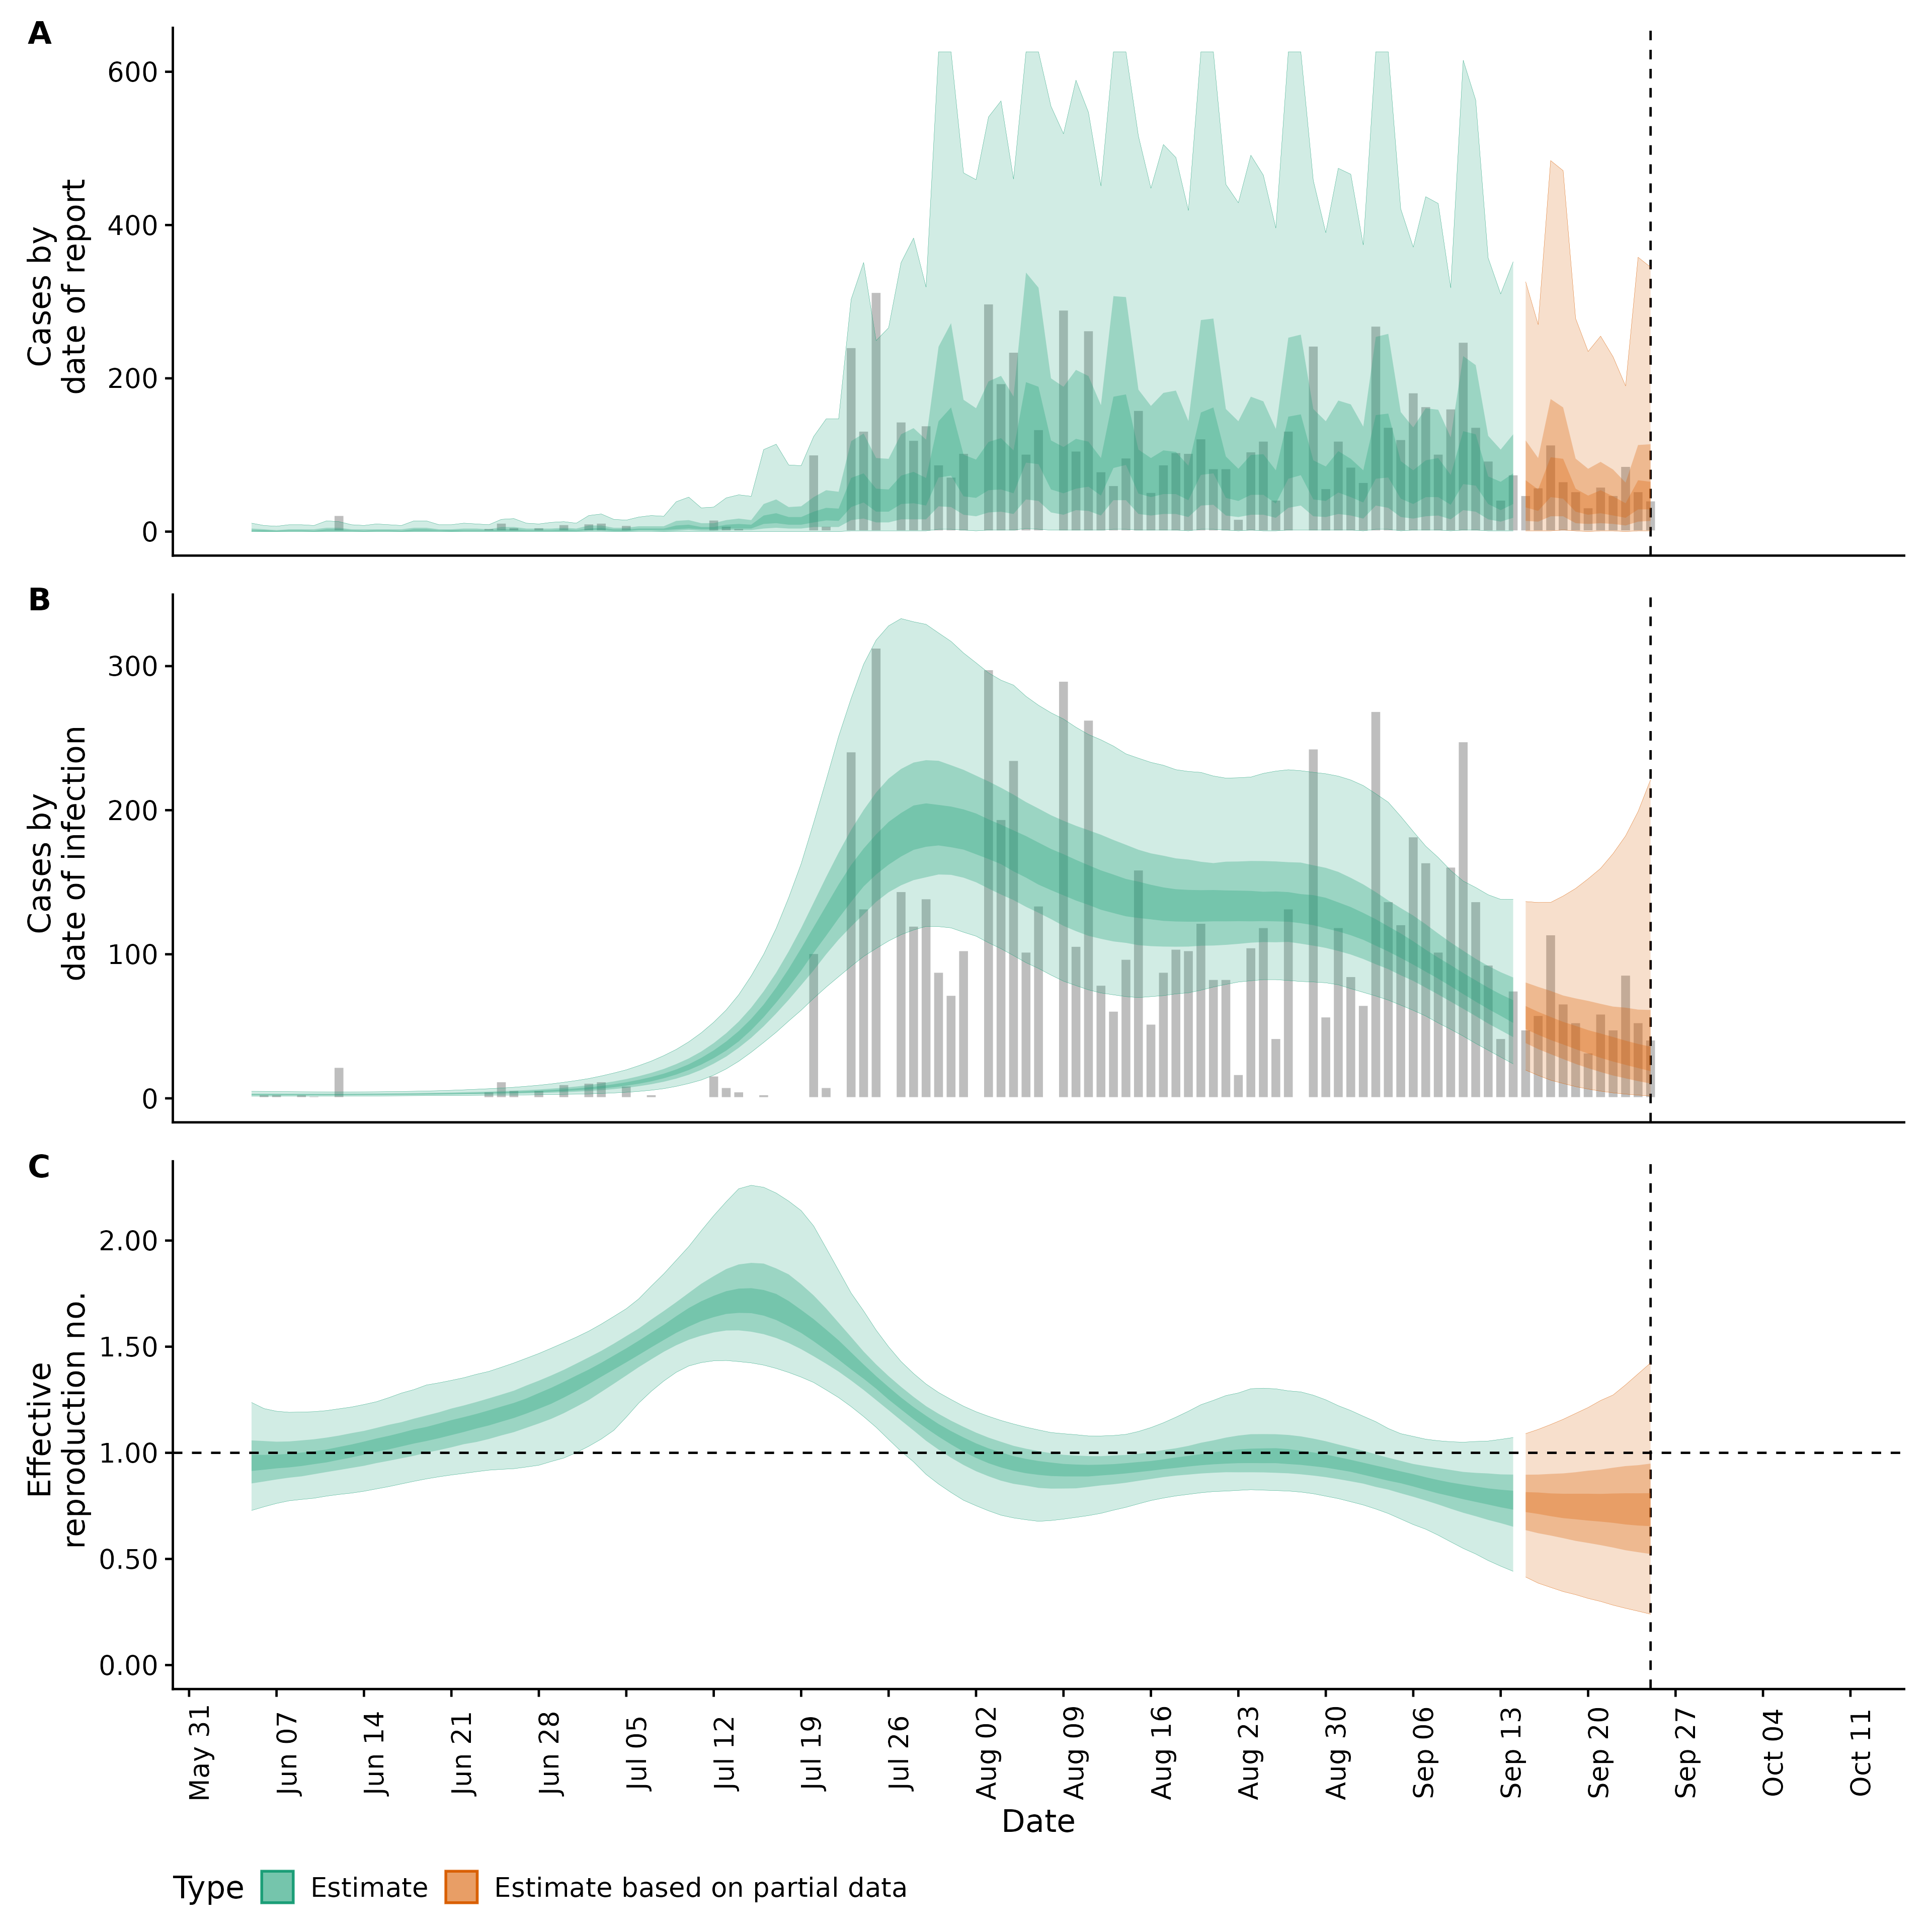 A
600
400
200
0
Cases by
date of report
B
300
200
100
0
Cases by
date of infection
C
2.00
1.50
1.00
0.50
0.00
Effective
reproduction no.
May 31
Jun 07
Jun 14
Jun 21
Jun 28
Jul 05
Jul 12
Jul 19
Jul 26
Aug 02
Aug 09
Aug 16
Aug 23
Aug 30
Sep 06
Sep 13
Sep 20
Sep 27
Oct 04
Oct 11
Date
Type Estimate Estimate based on partial data